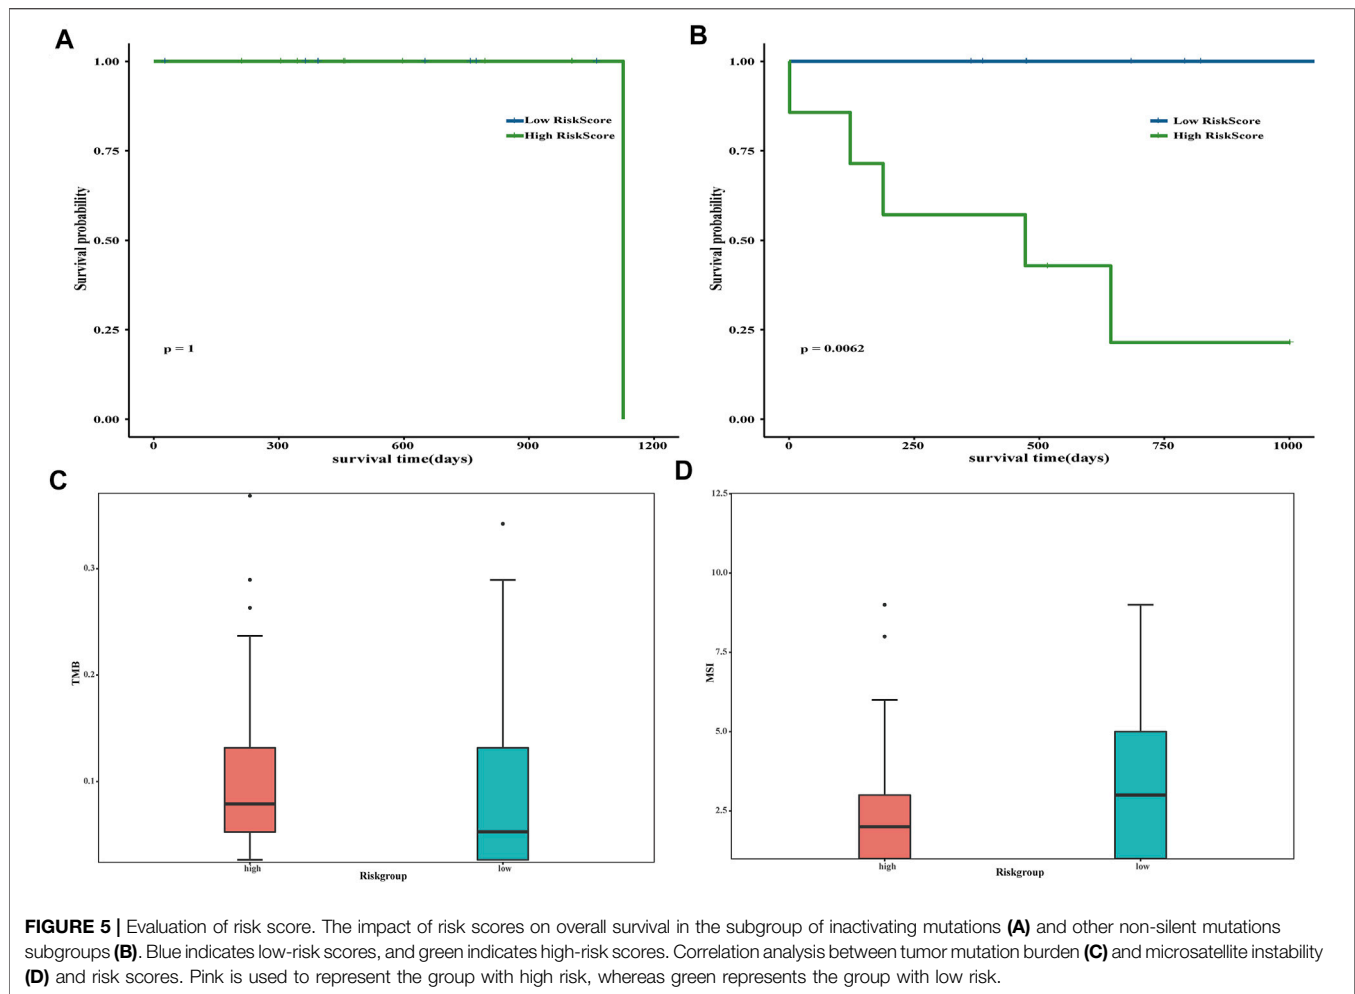 A
1.00
0.75
0.50
0.25
0.00
Survival probability
Low RiskScore
High RiskScore
p = 1
0 300 600 900 1200
survival time(days)
B
1.00
0.75
0.50
0.25
0.00
Survival probability
Low RiskScore
High RiskScore
p = 0.0062
0 250 500 750 1000
survival time(days)
C
0.3
0.2
0.1
TMB
high low
Riskgroup
D
12.5
10.0
7.5
5.0
2.5
MSI
high low
Riskgroup
FIGURE 5 | Evaluation of risk score. The impact of risk scores on overall survival in the subgroup of inactivating mutations (A) and other non-silent mutations
subgroups (B). Blue indicates low-risk scores, and green indicates high-risk scores. Correlation analysis between tumor mutation burden (C) and microsatellite instability
(D) and risk scores. Pink is used to represent the group with high risk, whereas green represents the group with low risk.